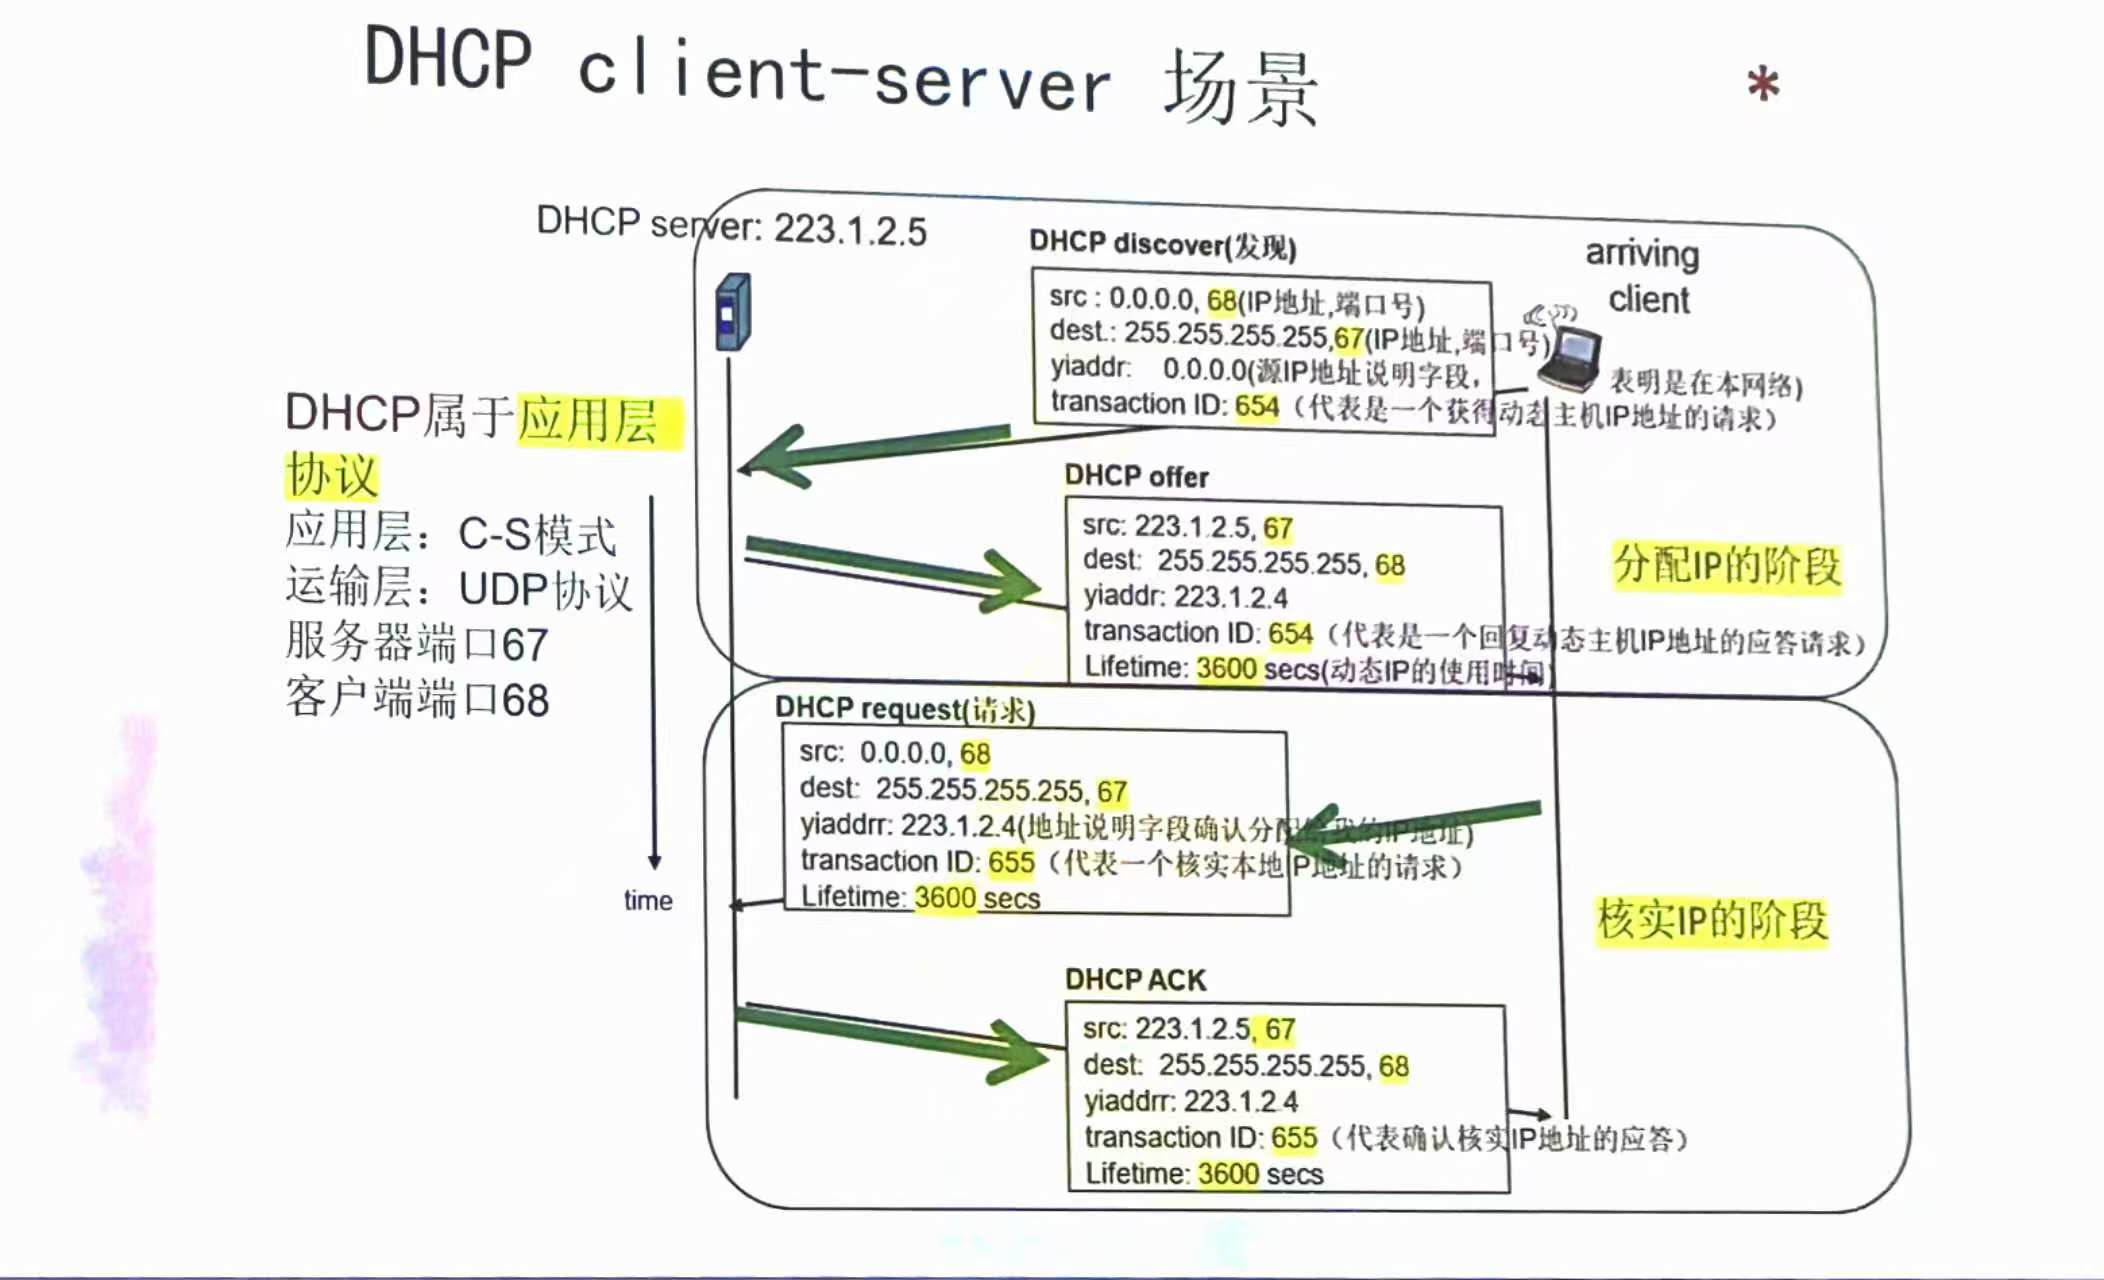 DHCP client-server 场景
*
DHCP server: 223.1.2.5
DHCP discover(发现)
arriving
client
src : 0.0.0.0, 68(IP地址,端口号)
dest.: 255.255.255.255,67(IP地址,端口号)
yiaddr: 0.0.0.0(源IP地址说明字段, 表明是在本网络)
transaction ID: 654（代表是一个获得动态主机IP地址的请求）
DHCP属于应用层
协议
应用层：C-S模式
运输层：UDP协议
服务器端口67
客户端端口68
time
DHCP offer
src: 223.1.2.5, 67
dest: 255.255.255.255, 68
yiaddr: 223.1.2.4
transaction ID: 654（代表是一个回复动态主机IP地址的应答请求）
Lifetime: 3600 secs(动态IP的使用时间)
分配IP的阶段
DHCP request(请求)
src: 0.0.0.0, 68
dest: 255.255.255.255, 67
yiaddrr: 223.1.2.4(地址说明字段确认分配给我的IP地址)
transaction ID: 655（代表一个核实本地IP地址的请求）
Lifetime: 3600 secs
核实IP的阶段
DHCP ACK
src: 223.1.2.5, 67
dest: 255.255.255.255, 68
yiaddrr: 223.1.2.4
transaction ID: 655（代表确认核实IP地址的应答）
Lifetime: 3600 secs